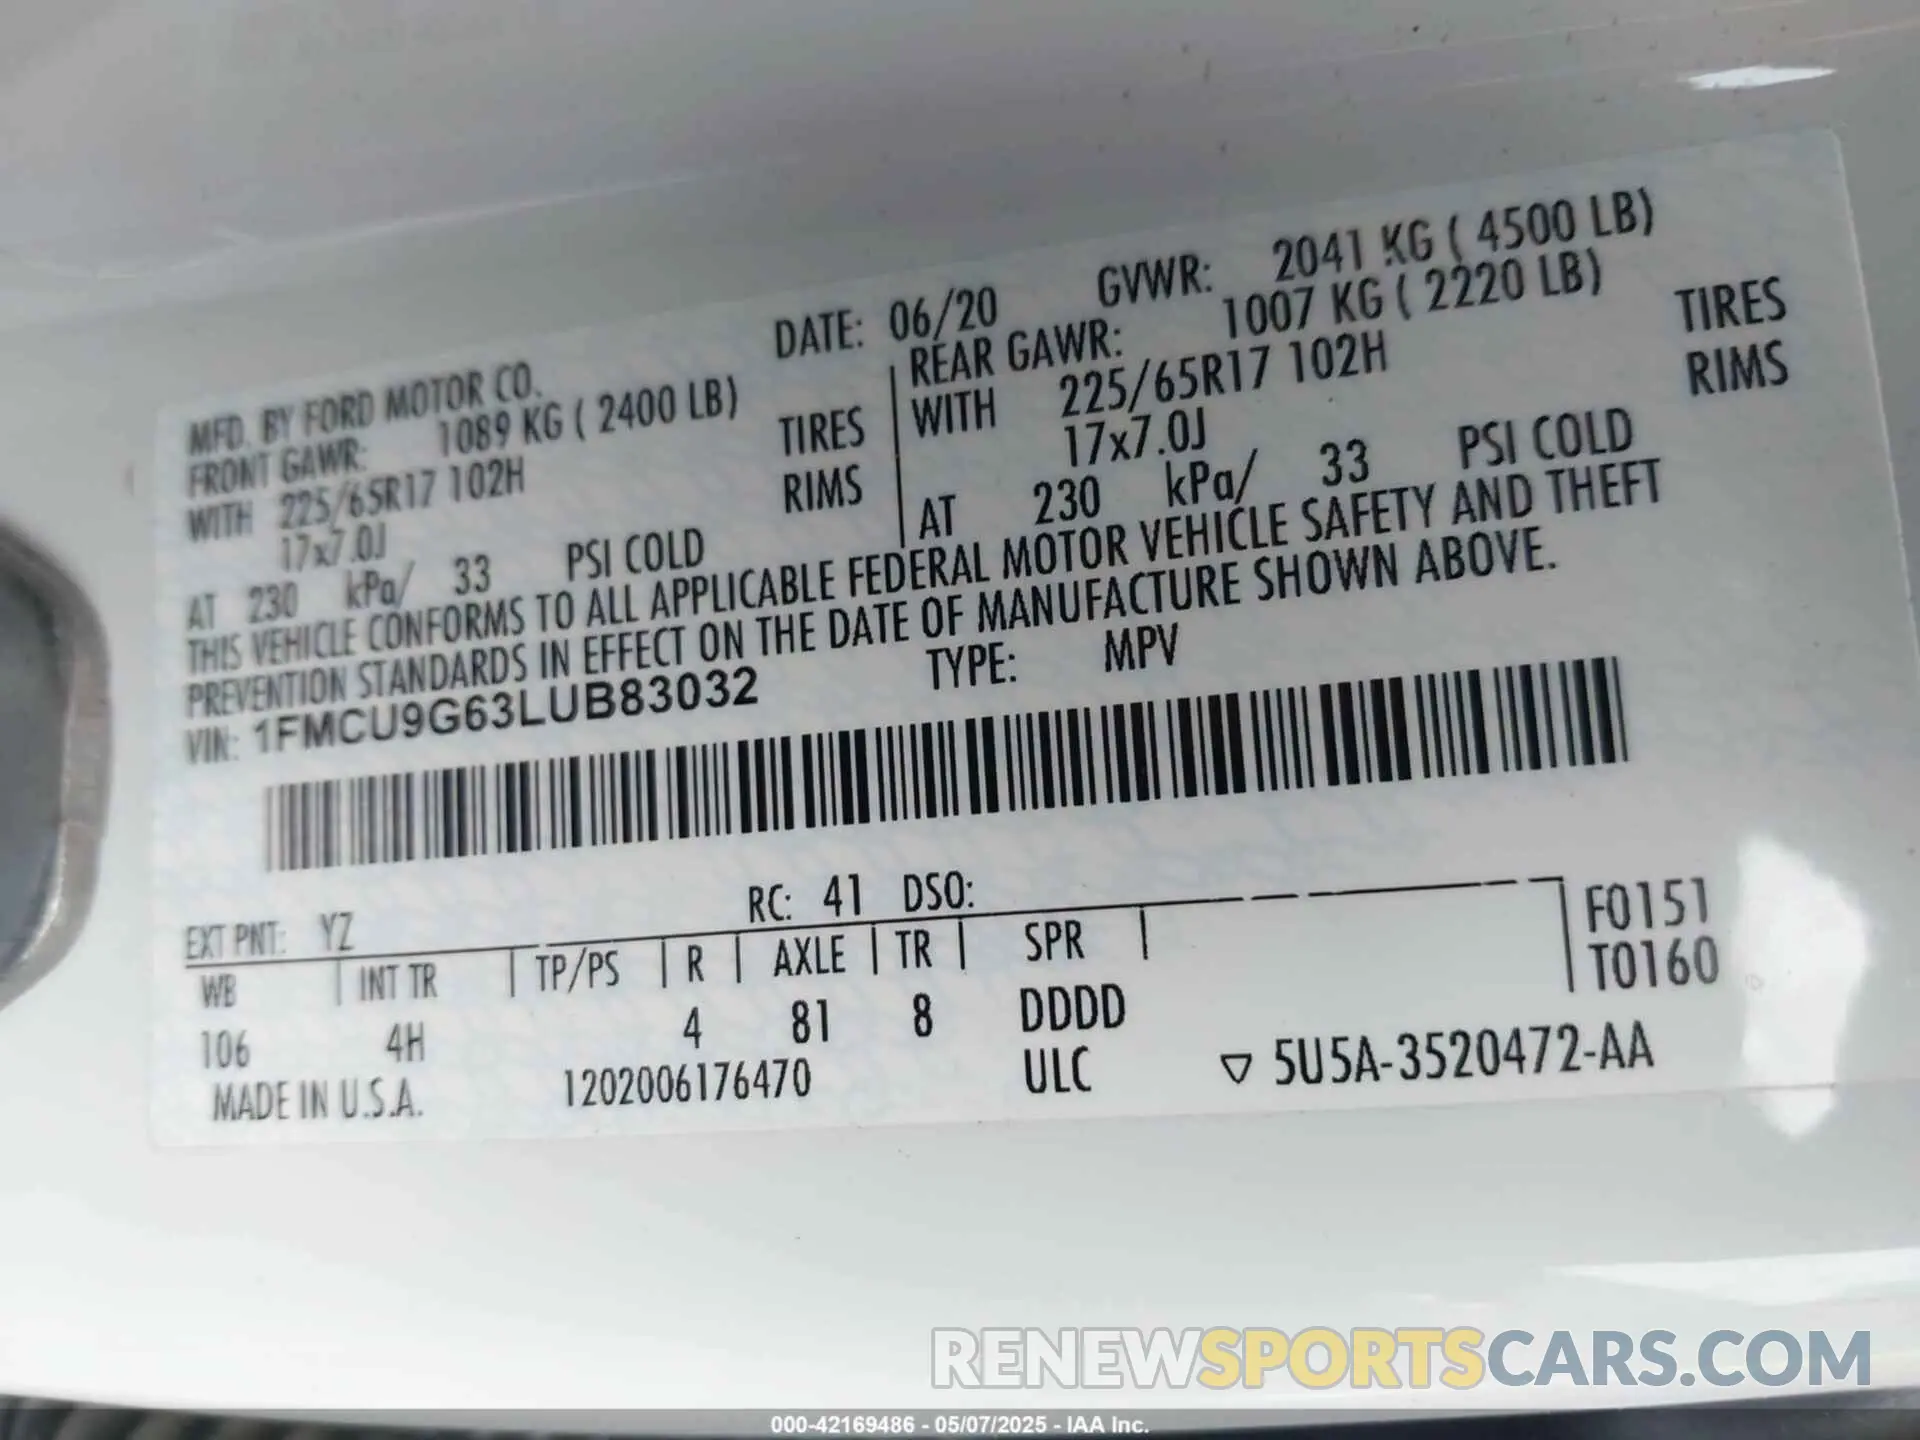 MFD. BY FORD MOTOR CO. DATE: 06/20 GVWR: 2041 KG ( 4500 LB)
FRONT GAWR: 1089 KG ( 2400 LB) REAR GAWR: 1007 KG ( 2220 LB)
WITH 225/65R17 102H TIRES WITH 225/65R17 102H TIRES
17x7.0J RIMS 17x7.0J RIMS
AT 230 kPa/ 33 PSI COLD AT 230 kPa/ 33 PSI COLD
THIS VEHICLE CONFORMS TO ALL APPLICABLE FEDERAL MOTOR VEHICLE SAFETY AND THEFT
PREVENTION STANDARDS IN EFFECT ON THE DATE OF MANUFACTURE SHOWN ABOVE.
VIN: 1FMCU9G63LUB83032 TYPE: MPV
EXT PNT: YZ RC: 41 DSO: F0151
WB INT TR TP/PS R AXLE TR SPR T0160
106 4H 4 81 8 DDDD
MADE IN U.S.A. 1202006176470 ULC ▽ 5U5A-3520472-AA
RENEWSPORTSCARS.COM
000-42169486 - 05/07/2025 - IAA Inc.